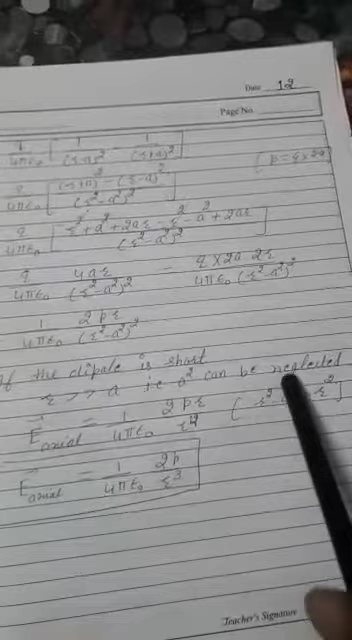 Date 12
Page No.
1/4πε₀ [1/(r-a)² - 1/(r+a)²]
[p = q×2a]
q/4πε₀ [(r+a)² - (r-a)²/(r²-a²)²]
q/4πε₀ [r²+a²+2ar-r²-a²+2ar/(r²-a²)²]
q/4πε₀ 4ar/(r²-a²)² = q×2a·2r/4πε₀(r²-a²)²
1/4πε₀ 2pr/(r²-a²)²
If the dipole is short
r >> a i.e a² can be neglected
E⃗axial = 1/4πε₀ 2pr/r⁴ (r² r²]
E⃗axial = 1/4πε₀ 2p/r³
Teacher's Signature